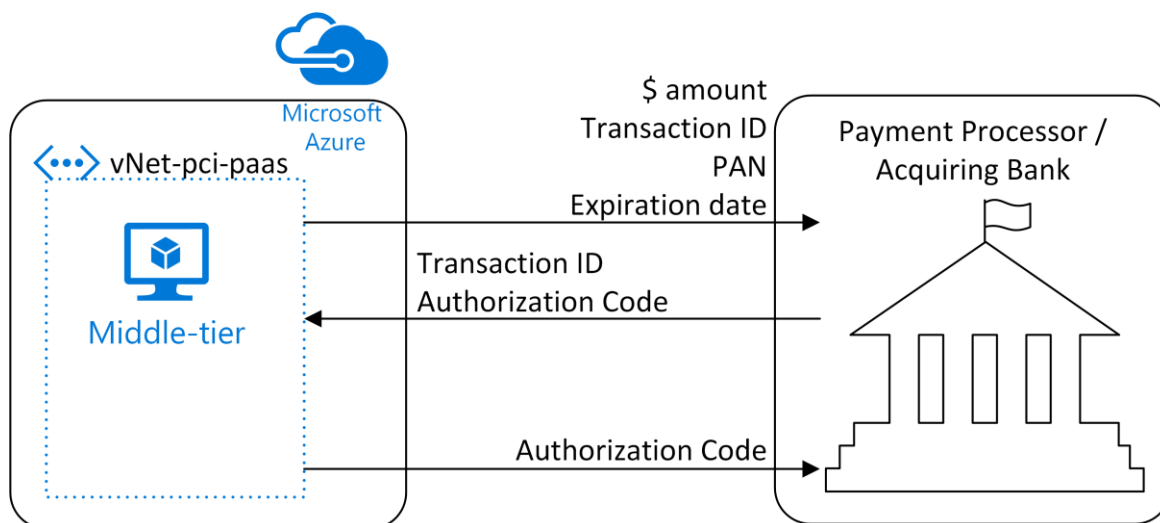 Microsoft
Azure
vNet-pci-paas
Middle-tier
$ amount
Transaction ID
PAN
Expiration date
Transaction ID
Authorization Code
Authorization Code
Payment Processor /
Acquiring Bank